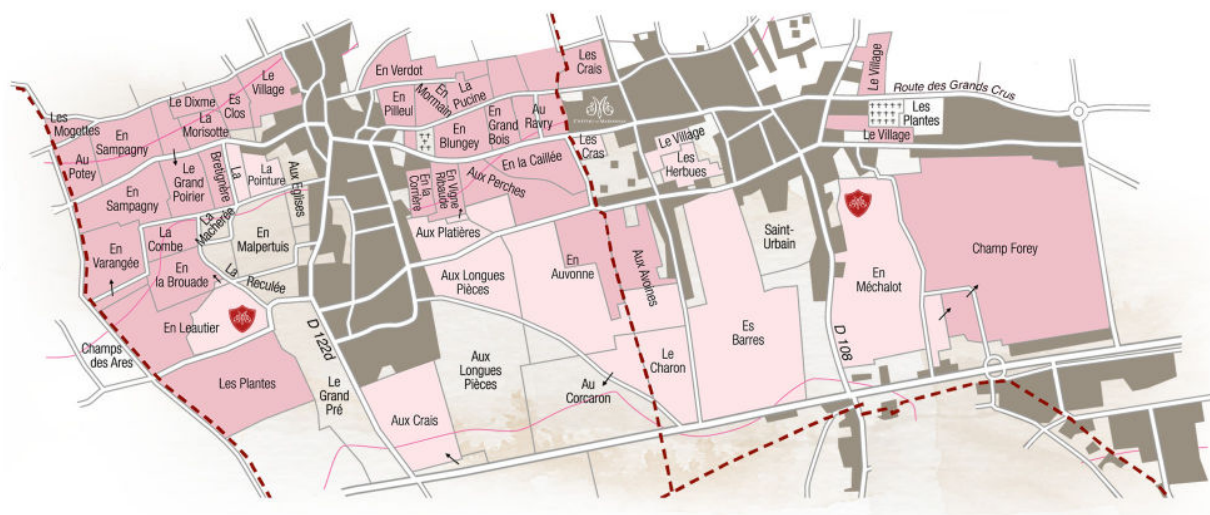 Les
Crais
Le
Village
Le Village
En Verdot
En
Mormain
La
Pucine
Route des Grands Crus
Le Dixme
Es
Clos
En
Pilleul
Les
Mogottes
La
Morisotte
En
Sampagny
En
Blungey
En
Grand
Bois
Au
Ravry
Les
Plantes
Le Village
Le Village
Les
Cras
Au
Potey
Le
Grand
Poirier
La
Bretignère
La
Pointure
Aux Eglises
En la Caillée
Les
Herbues
En
Sampagny
En la
Corrière
En Vigne
Ribaude
Aux Perches
La
Macherée
La
Combe
En
Malpertuis
Aux Platières
Saint-
Urbain
Champ Forey
En
Varangée
En
la Brouade
La Reculée
Aux Longues
Pièces
En
Auvonne
Aux Avoines
En
Méchalot
En Leautier
D 122d
Es
Barres
D 108
Champs
des Ares
Les Plantes
Le
Grand
Pré
Aux
Longues
Pièces
Au
Corcaron
Le
Charon
Aux Crais